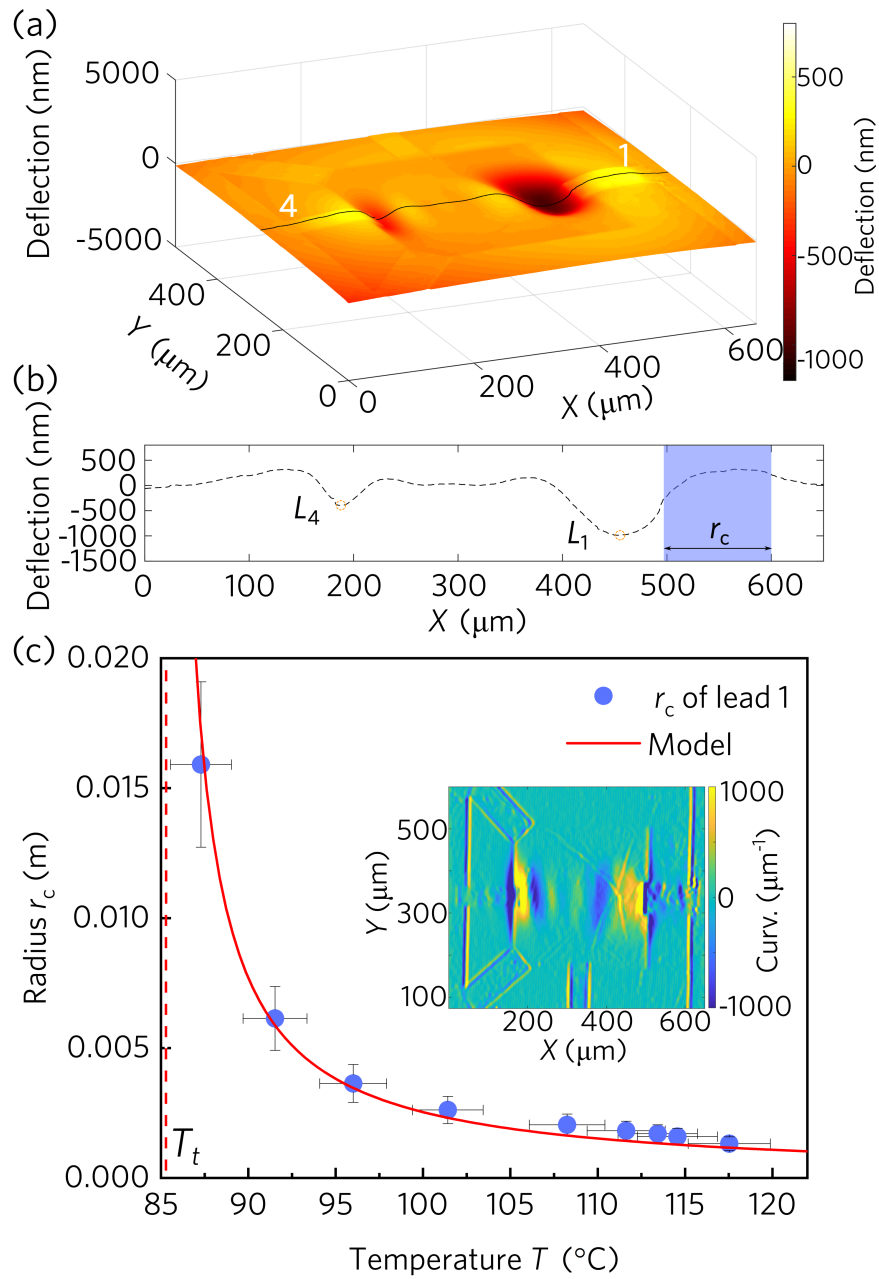 (a)
5000
0
-5000
Deflection (nm)
1
4
400
200
0
Y (μm)
0
200
400
600
X (μm)
500
0
-500
-1000
Deflection (nm)
(b)
500
0
-500
-1000
-1500
Deflection (nm)
L4
L1
rc
0
100
200
300
400
500
600
X (μm)
(c)
0.020
0.015
0.010
0.005
0.000
Radius rc (m)
rc of lead 1
Model
500
300
100
Y (μm)
200
400
600
X (μm)
1000
0
-1000
Curv. (μm-1)
Tt
85
90
95
100
105
110
115
120
Temperature T (°C)